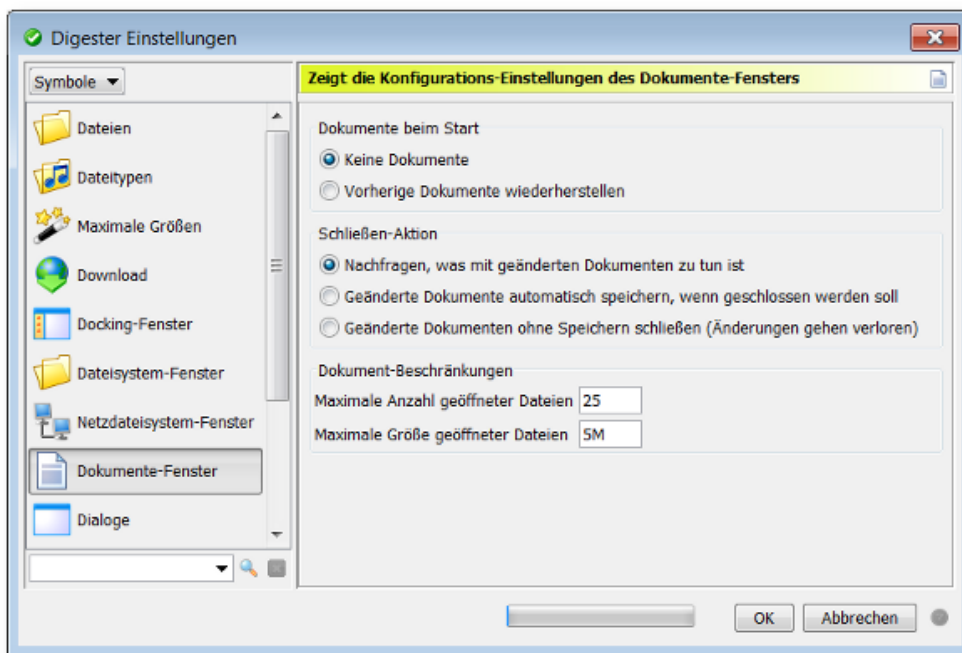 Digester Einstellungen
Symbole
Dateien
Dateitypen
Maximale Größen
Download
Docking-Fenster
Dateisystem-Fenster
Netzdateisystem-Fenster
Dokumente-Fenster
Dialoge
Zeigt die Konfigurations-Einstellungen des Dokumente-Fensters
Dokumente beim Start
Keine Dokumente
Vorherige Dokumente wiederherstellen
Schließen-Aktion
Nachfragen, was mit geänderten Dokumenten zu tun ist
Geänderte Dokumente automatisch speichern, wenn geschlossen werden soll
Geänderte Dokumenten ohne Speichern schließen (Änderungen gehen verloren)
Dokument-Beschränkungen
Maximale Anzahl geöffneter Dateien 25
Maximale Größe geöffneter Dateien 5M
OK Abbrechen